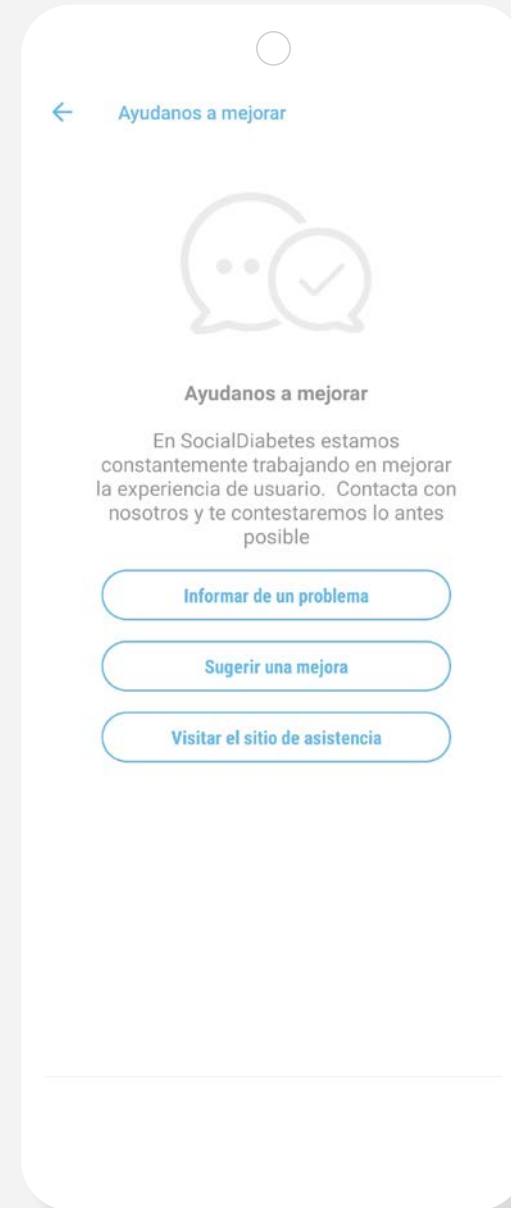 Ayudanos a mejorar
Ayudanos a mejorar
En SocialDiabetes estamos
constantemente trabajando en mejorar
la experiencia de usuario.  Contacta con
nosotros y te contestaremos lo antes
posible
Informar de un problema
Sugerir una mejora
Visitar el sitio de asistencia